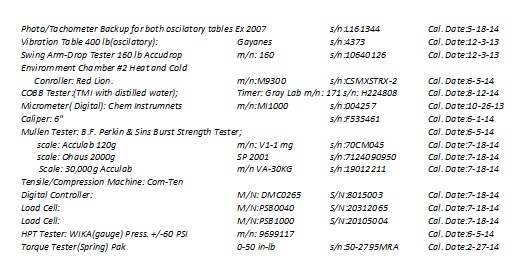 Photo/Tachometer Backup for both oscilatory tables Ex 2007 s/n:L161344 Cal. Date:5-18-14
Vibration Table 400 lb(oscilatory): Gayanes s/n:4373 Cal. Date:12-3-13
Swing Arm-Drop Tester 160 lb Accudrop m/n: 160 s/n:10640126 Cal. Date:12-3-13
Enviromment Chamber #2 Heat and Cold
Conroller: Red Lion. m/n:M9300 s/n:CSMXSTRX-2 Cal. Date:6-5-14
COBB Tester:(TMI with distilled water); Timer: Gray Lab m/n: 171 s/n: H224808 Cal. Date:8-12-14
Micrometer( Digital): Chem Instrumnets m/n:MI1000 s/n:004257 Cal. Date:10-26-13
Caliper: 6" s/n:F535461 Cal. Date:6-1-14
Mullen Tester: B.F. Perkin & Sins Burst Strength Tester; Cal. Date:6-5-14
scale: Acculab 120g m/n: V1-1 mg s/n:70CM045 Cal. Date:7-18-14
scale: Ohaus 2000g SP 2001 s/n:7124090950 Cal. Date:7-18-14
Scale: 30,000g Acculab m/n VA-30KG s/n:19012211 Cal. Date:7-18-14
Tensile/Compression Machine: Com-Ten
Digital Controller: M/N: DMC0265 S/N:8015003 Cal. Date:7-18-14
Load Cell: M/N:PSB0040 S/N:20312065 Cal. Date:7-18-14
Load Cell: M/N:PSB1000 S/N:20105004 Cal. Date:7-18-14
HPT Tester: WIKA(gauge) Press. +/-60 PSI m/n: 9699117 Cal. Date:6-5-14
Torque Tester(Spring) Pak 0-50 in-lb s/n:50-2795MRA Cal. Date:2-27-14